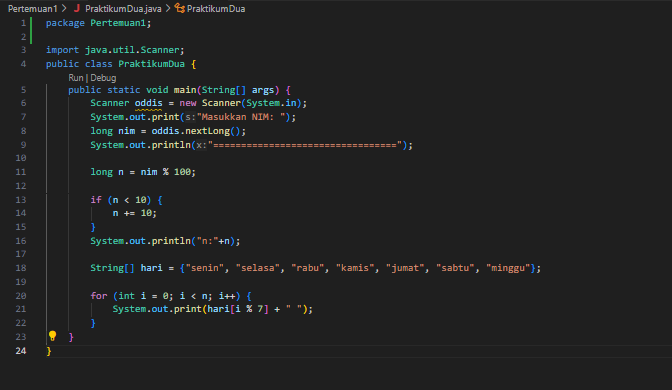 Pertemuan1 > J PraktikumDua.java > PraktikumDua
1 package Pertemuan1;
2
3 import java.util.Scanner;
4 public class PraktikumDua {
Run | Debug
5 public static void main(String[] args) {
6 Scanner oddis = new Scanner(System.in);
7 System.out.print(s:"Masukkan NIM: ");
8 long nim = oddis.nextLong();
9 System.out.println(x:"=================================");
10
11 long n = nim % 100;
12
13 if (n < 10) {
14 n += 10;
15 }
16 System.out.println("n:"+n);
17
18 String[] hari = {"senin", "selasa", "rabu", "kamis", "jumat", "sabtu", "minggu"};
19
20 for (int i = 0; i < n; i++) {
21 System.out.print(hari[i % 7] + " ");
22 }
23 }
24 }